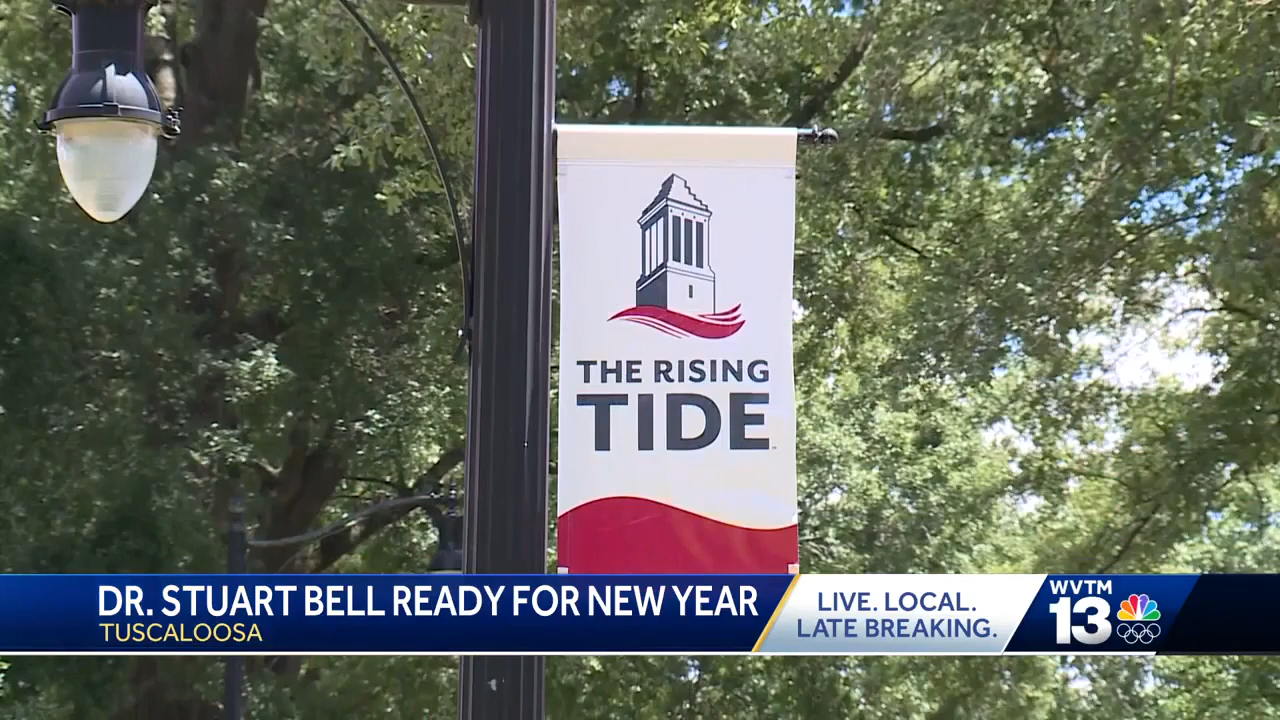 THE RISING
TIDE
DR. STUART BELL READY FOR NEW YEAR
TUSCALOOSA
LIVE. LOCAL.
LATE BREAKING.
WVTM
13